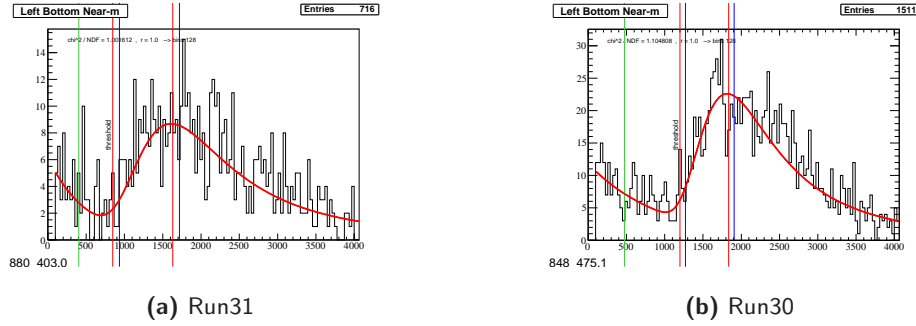 Left Bottom Near-m
Entries 716
chi^2 / NDF = 1.001612 , r = 1.0 --> bins 128
threshold
14
12
10
8
6
4
2
0
0 500 1000 1500 2000 2500 3000 3500 4000
880 403.0
(a) Run31
Left Bottom Near-m
Entries 1511
chi^2 / NDF = 1.104808 , r = 1.0 --> bins 128
threshold
30
25
20
15
10
5
0
0 500 1000 1500 2000 2500 3000 3500 4000
848 475.1
(b) Run30